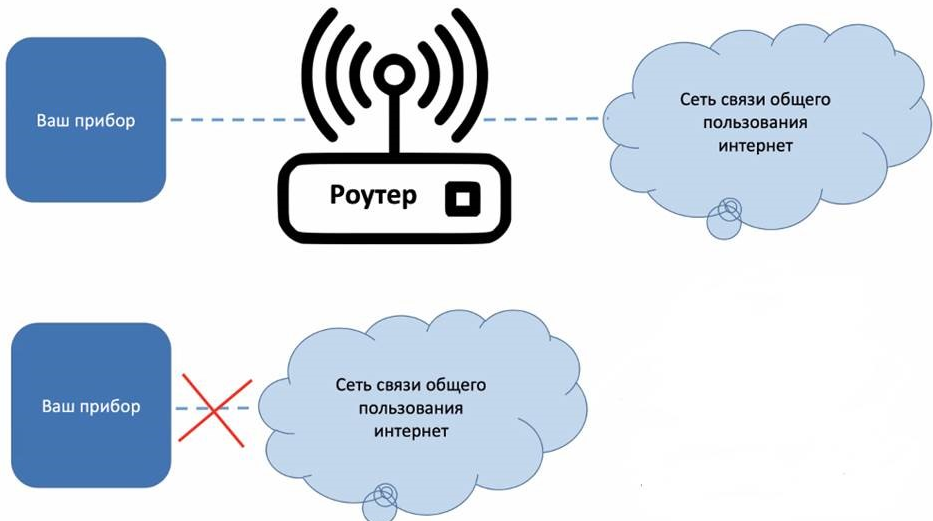 Ваш прибор
Роутер
Сеть связи общего
пользования
интернет
Ваш прибор
Сеть связи общего
пользования
интернет